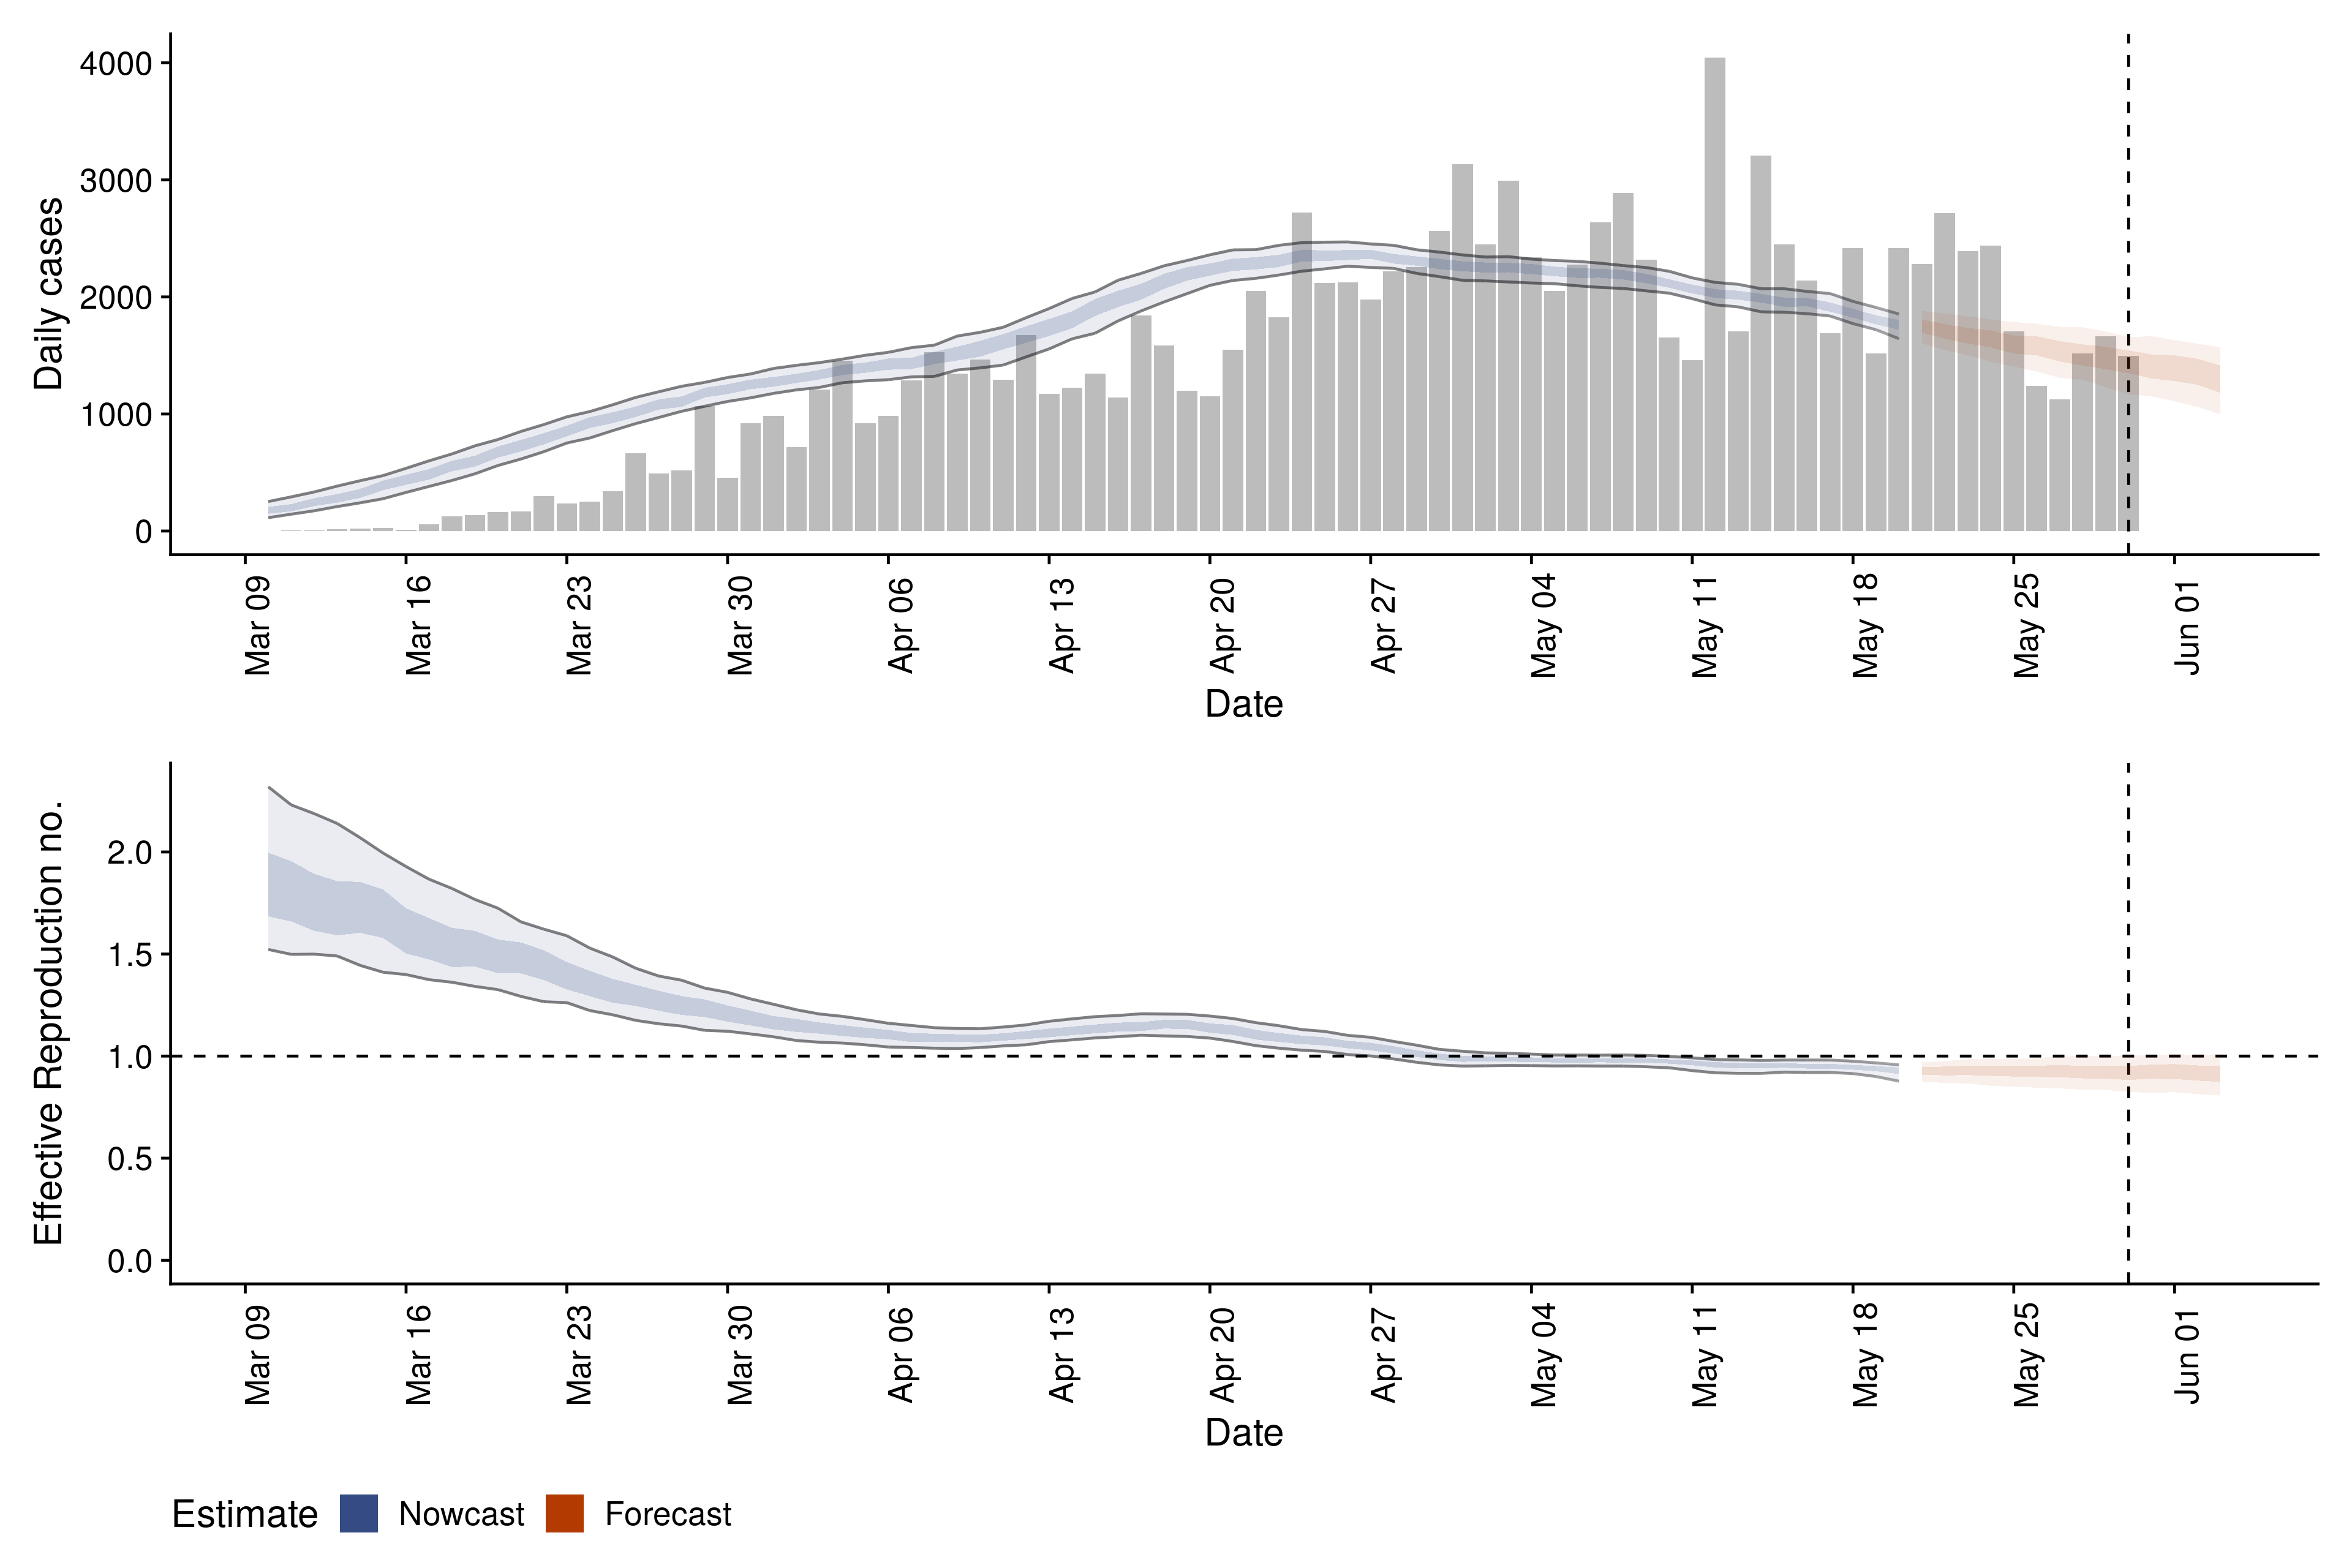 Daily cases
4000
3000
2000
1000
0
Mar 09
Mar 16
Mar 23
Mar 30
Apr 06
Apr 13
Apr 20
Apr 27
May 04
May 11
May 18
May 25
Jun 01
Date
Effective Reproduction no.
2.0
1.5
1.0
0.5
0.0
Mar 09
Mar 16
Mar 23
Mar 30
Apr 06
Apr 13
Apr 20
Apr 27
May 04
May 11
May 18
May 25
Jun 01
Date
Estimate Nowcast Forecast